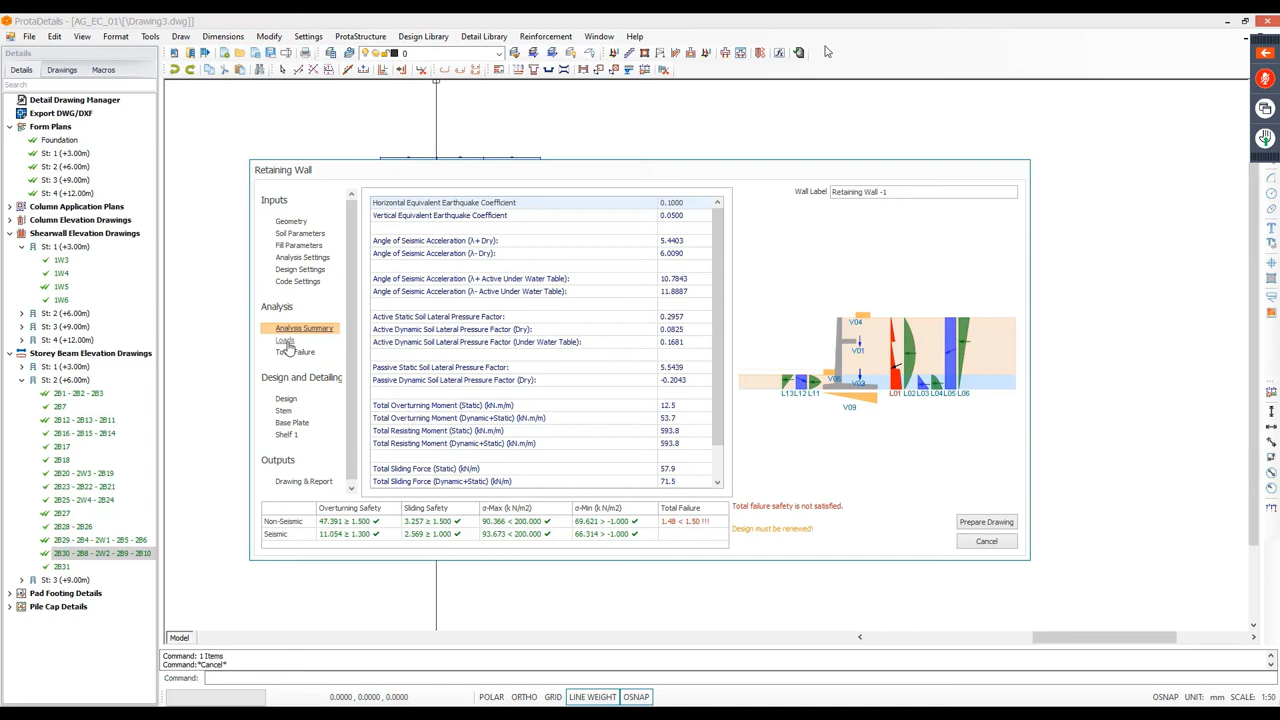 ProtaDetails - [AG_EC_01\[\Drawing3.dwg]]
File Edit View Format Tools Draw Dimensions Modify Settings ProtaStructure Design Library Detail Library Reinforcement Window Help
Details
0
Details Drawings Macros
Search
Detail Drawing Manager
Export DWG/DXF
Form Plans
Foundation
St: 1 (+3.00m)
St: 2 (+6.00m)
St: 3 (+9.00m)
St: 4 (+12.00m)
Column Application Plans
Column Elevation Drawings
Shearwall Elevation Drawings
St: 1 (+3.00m)
1W3
1W4
1W5
1W6
St: 2 (+6.00m)
St: 3 (+9.00m)
St: 4 (+12.00m)
Storey Beam Elevation Drawings
St: 1 (+3.00m)
St: 2 (+6.00m)
2B1 - 2B2 - 2B3
2B7
2B12 - 2B13 - 2B11
2B16 - 2B15 - 2B14
2B17
2B18
2B20 - 2W3 - 2B19
2B23 - 2B22 - 2B21
2B25 - 2W4 - 2B24
2B27
2B28 - 2B26
2B29 - 2B4 - 2W1 - 2B5 - 2B6
2B30 - 2B8 - 2W2 - 2B9 - 2B10
2B31
St: 3 (+9.00m)
Pad Footing Details
Pile Cap Details
Retaining Wall
Inputs
Geometry
Soil Parameters
Fill Parameters
Analysis Settings
Design Settings
Code Settings
Analysis
Analysis Summary
Loads
Total Failure
Design and Detailing
Design
Stem
Base Plate
Shelf 1
Outputs
Drawing & Report
Horizontal Equivalent Earthquake Coefficient 0.1000
Vertical Equivalent Earthquake Coefficient 0.0500
Angle of Seismic Acceleration (λ+ Dry): 5.4403
Angle of Seismic Acceleration (λ- Dry): 6.0090
Angle of Seismic Acceleration (λ+ Active Under Water Table): 10.7843
Angle of Seismic Acceleration (λ- Active Under Water Table): 11.8887
Active Static Soil Lateral Pressure Factor: 0.2957
Active Dynamic Soil Lateral Pressure Factor (Dry): 0.0825
Active Dynamic Soil Lateral Pressure Factor (Under Water Table): 0.1681
Passive Static Soil Lateral Pressure Factor: 5.5439
Passive Dynamic Soil Lateral Pressure Factor (Dry): -0.2043
Total Overturning Moment (Static) (kN.m/m) 12.5
Total Overturning Moment (Dynamic+Static) (kN.m/m) 53.7
Total Resisting Moment (Static) (kN.m/m) 593.8
Total Resisting Moment (Dynamic+Static) (kN.m/m) 593.8
Total Sliding Force (Static) (kN/m) 57.9
Total Sliding Force (Dynamic+Static) (kN/m) 71.5
Wall Label Retaining Wall -1
V04
V01
V03
V09
L13 L12 L11
L01 L02 L03 L04 L05 L06
Overturning Safety Sliding Safety σ-Max (k N/m2) σ-Min (k N/m2) Total Failure
Non-Seismic 47.391 ≥ 1.500 ✔ 3.257 ≥ 1.500 ✔ 90.366 < 200.000 ✔ 69.621 > -1.000 ✔ 1.48 < 1.50 !!!
Seismic 11.054 ≥ 1.300 ✔ 2.569 ≥ 1.000 ✔ 93.673 < 200.000 ✔ 66.314 > -1.000 ✔
Total failure safety is not satisfied.
Design must be renewed!
Prepare Drawing
Cancel
Model
Command: 1 Items
Command:*Cancel*
Command:
0.0000 , 0.0000 , 0.0000 POLAR ORTHO GRID LINE WEIGHT OSNAP OSNAP UNIT: mm SCALE: 1:50